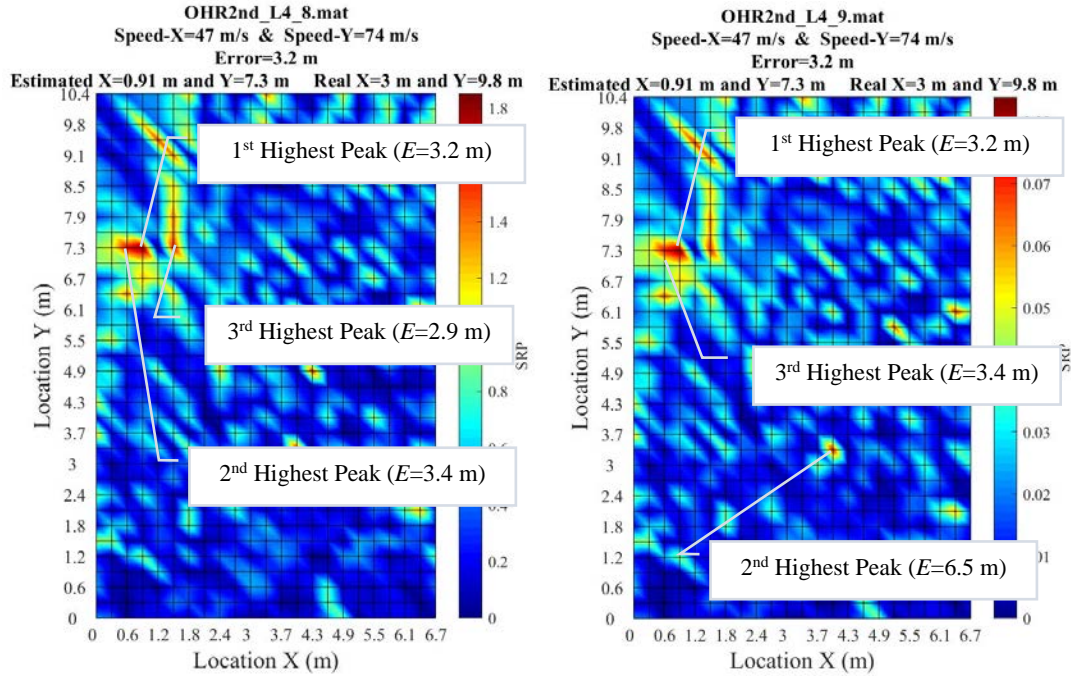 OHR2nd_L4_8.mat
Speed-X=47 m/s & Speed-Y=74 m/s
Error=3.2 m
Estimated X=0.91 m and Y=7.3 m Real X=3 m and Y=9.8 m
10.4
9.8
9.1
8.5
7.9
7.3
6.7
6.1
5.5
4.9
4.3
3.7
3
2.4
1.8
1.2
0.6
0
Location Y (m)
0 0.6 1.2 1.8 2.4 3 3.7 4.3 4.9 5.5 6.1 6.7
Location X (m)
1st Highest Peak (E=3.2 m)
3rd Highest Peak (E=2.9 m)
2nd Highest Peak (E=3.4 m)
1.8
1.4
1.2
0.8
0.2
0
SRP
OHR2nd_L4_9.mat
Speed-X=47 m/s & Speed-Y=74 m/s
Error=3.2 m
Estimated X=0.91 m and Y=7.3 m Real X=3 m and Y=9.8 m
10.4
9.8
9.1
8.5
7.9
7.3
6.7
6.1
5.5
4.9
4.3
3.7
3
2.4
1.8
1.2
0.6
0
Location Y (m)
0 0.6 1.2 1.8 2.4 3 3.7 4.3 4.9 5.5 6.1 6.7
Location X (m)
1st Highest Peak (E=3.2 m)
3rd Highest Peak (E=3.4 m)
2nd Highest Peak (E=6.5 m)
0.07
0.06
0.05
0.03
0.02
0
SRP